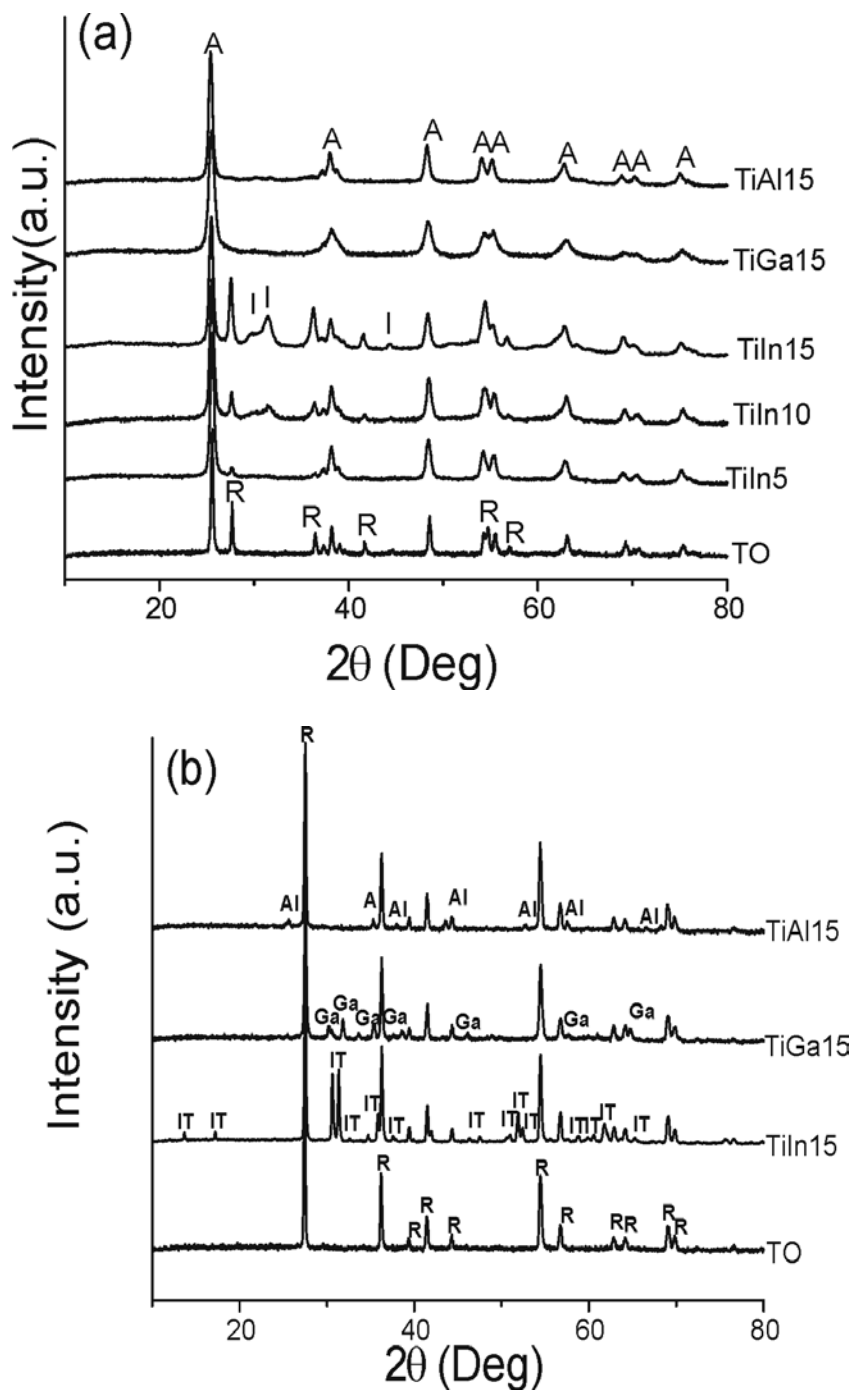 (a)
A
A A AA A AA A
TiAl15
TiGa15
I I I
TiIn15
TiIn10
TiIn5
R R R R R
TO
Intensity(a.u.)
20 40 60 80
2θ (Deg)
(b)
R
Al Al Al Al Al Al Al
TiAl15
Ga Ga Ga Ga Ga Ga Ga
TiGa15
IT IT IT IT IT IT IT IT IT IT IT IT IT IT
TiIn15
R R R R R R R R R R
TO
Intensity (a.u.)
20 40 60 80
2θ (Deg)